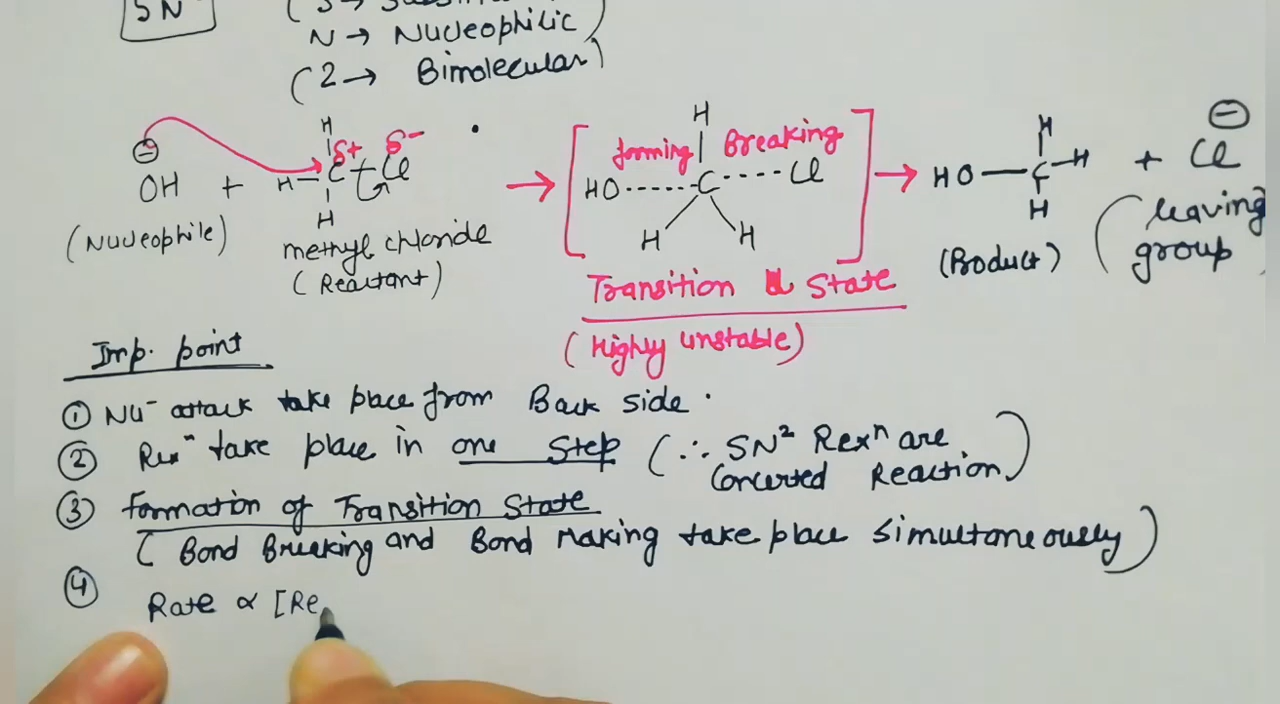 SN
(S → Substi
N → Nucleophilic
(2 → Bimolecular)
H δ+ δ- H H ⊖
⊖ OH + H-C-Cl → [HO-----C----Cl] → HO-C-H + Cl
forming Breaking
H H H H
(Nucleophile)
methyl chloride
(Reactant)
Transition State
(Highly unstable)
(Product)
(leaving
group)
Imp. point
① Nu⁻ attack take place from Back side.
② Rexⁿ take place in one Step (∴ SN² Rexⁿ are
Concerted Reaction)
③ formation of Transition State
(Bond Breaking and Bond Making take place simultaneously)
④ Rate ∝ [Re